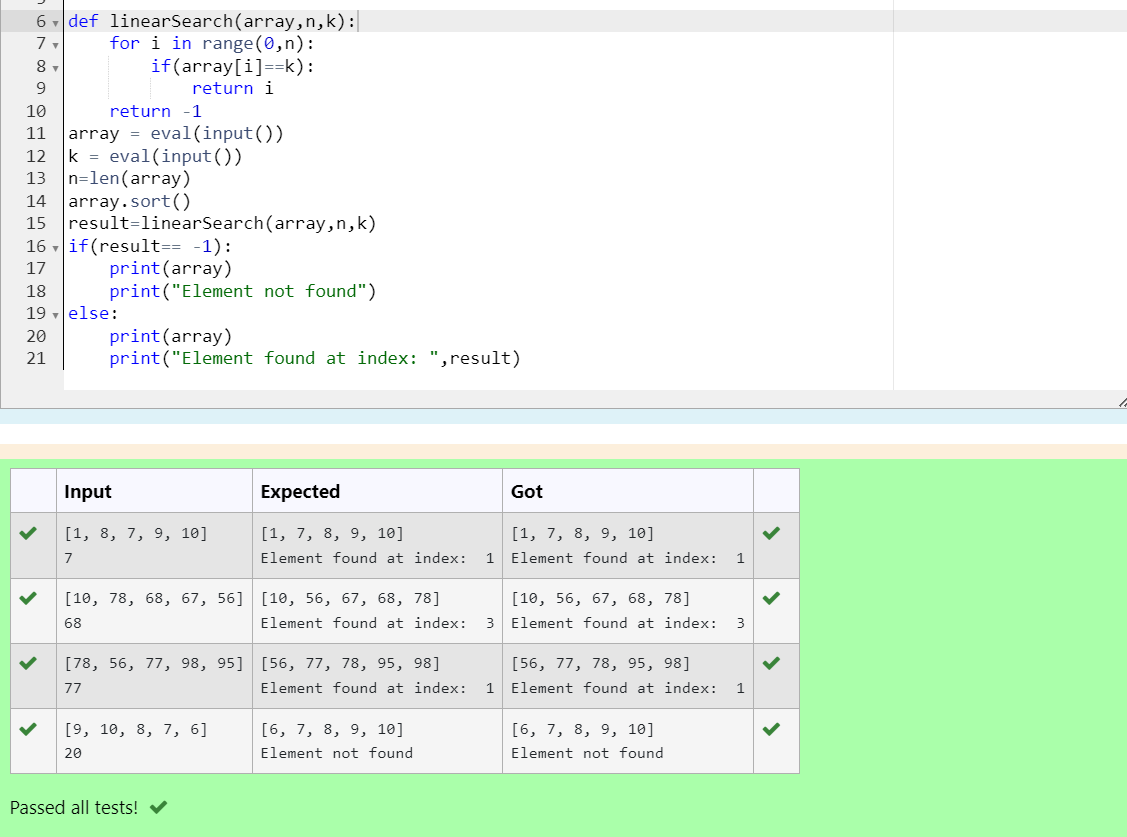 6 def linearSearch(array,n,k):
7     for i in range(0,n):
8         if(array[i]==k):
9             return i
10     return -1
11 array = eval(input())
12 k = eval(input())
13 n=len(array)
14 array.sort()
15 result=linearSearch(array,n,k)
16 if(result== -1):
17     print(array)
18     print("Element not found")
19 else:
20     print(array)
21     print("Element found at index: ",result)
Input Expected Got
[1, 8, 7, 9, 10] [1, 7, 8, 9, 10] [1, 7, 8, 9, 10]
7 Element found at index:  1 Element found at index:  1
[10, 78, 68, 67, 56] [10, 56, 67, 68, 78] [10, 56, 67, 68, 78]
68 Element found at index:  3 Element found at index:  3
[78, 56, 77, 98, 95] [56, 77, 78, 95, 98] [56, 77, 78, 95, 98]
77 Element found at index:  1 Element found at index:  1
[9, 10, 8, 7, 6] [6, 7, 8, 9, 10] [6, 7, 8, 9, 10]
20 Element not found Element not found
Passed all tests!